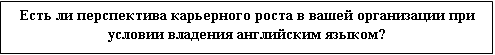 Есть ли перспектива карьерного роста в вашей организации при
условии владения английским языком?